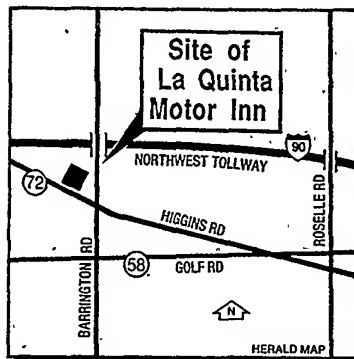 Site of
La Quinta
Motor Inn
90
NORTHWEST TOLLWAY
72
HIGGINS RD
ROSELLE RD
BARRINGTON RD
58
GOLF RD
N
HERALD MAP